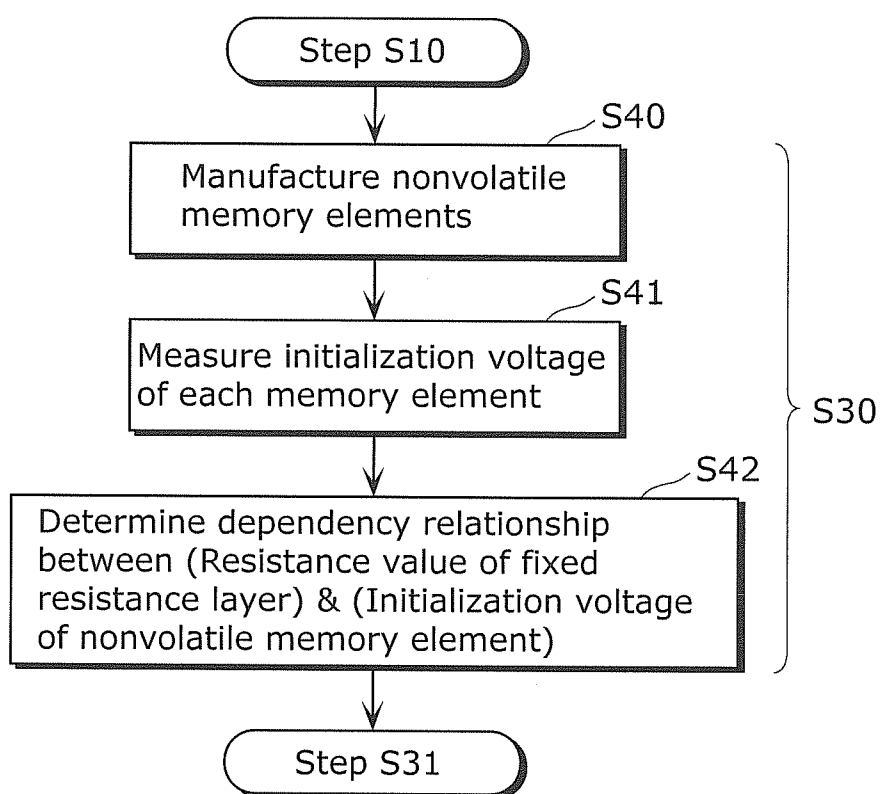 Step S10
S40
Manufacture nonvolatile
memory elements
S41
Measure initialization voltage
of each memory element
S30
S42
Determine dependency relationship
between (Resistance value of fixed
resistance layer) & (Initialization voltage
of nonvolatile memory element)
Step S31